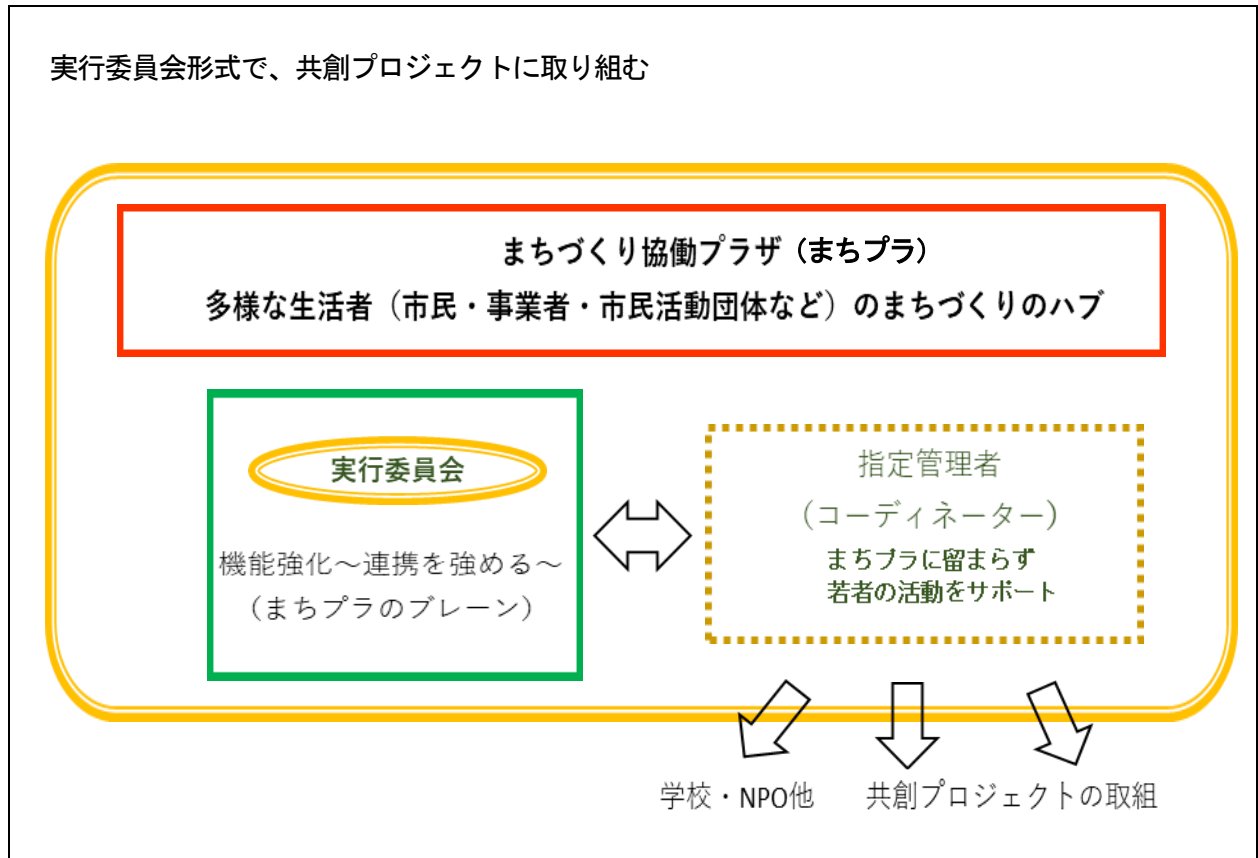 実行委員会形式で、共創プロジェクトに取り組む
まちづくり協働プラザ（まちプラ）
多様な生活者（市民・事業者・市民活動団体など）のまちづくりのハブ
実行委員会
機能強化～連携を強める～
（まちプラのブレーン）
指定管理者
（コーディネーター）
まちプラに留まらず
若者の活動をサポート
学校・NPO他
共創プロジェクトの取組